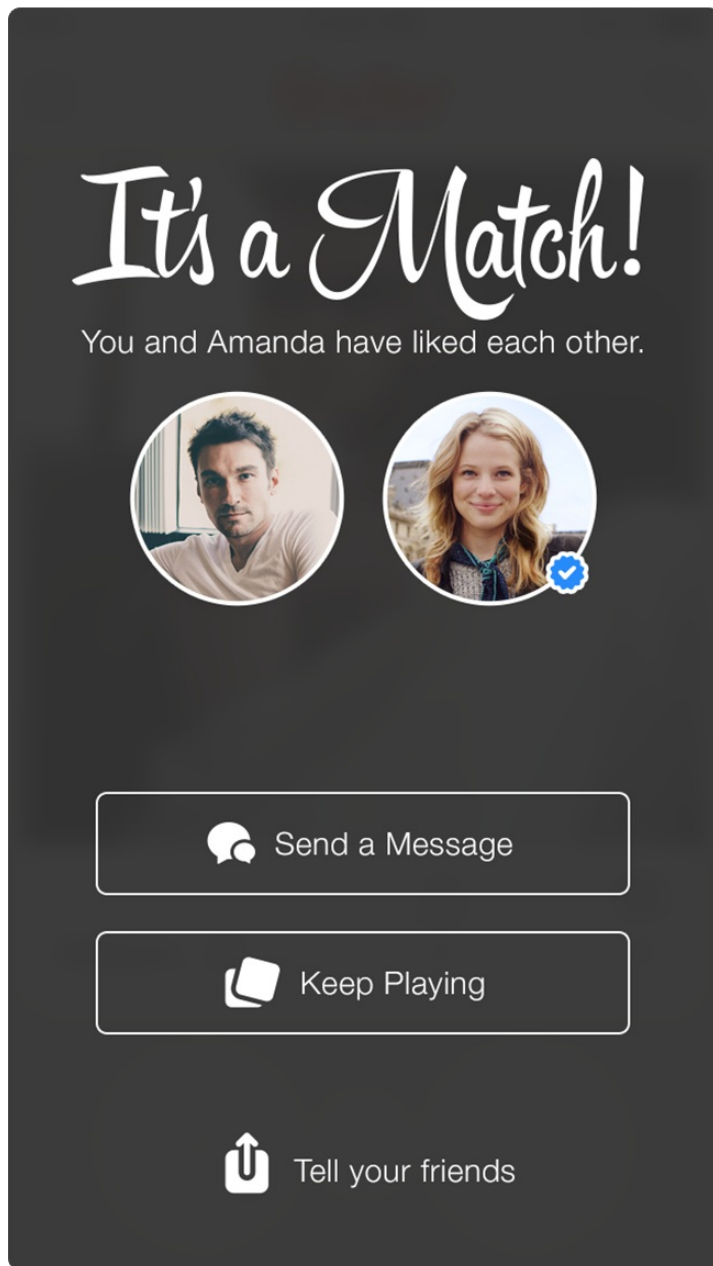 It's a Match!
You and Amanda have liked each other.
Send a Message
Keep Playing
Tell your friends